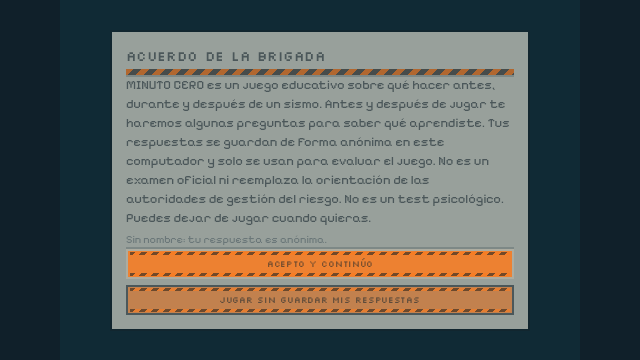 ACUERDO DE LA BRIGADA
MINUTO CERO es un juego educativo sobre qué hacer antes,
durante y después de un sismo. Antes y después de jugar te
haremos algunas preguntas para saber qué aprendiste. Tus
respuestas se guardan de forma anónima en este
computador y solo se usan para evaluar el juego. No es un
examen oficial ni reemplaza la orientación de las
autoridades de gestión del riesgo. No es un test psicológico.
Puedes dejar de jugar cuando quieras.
Sin nombre: tu respuesta es anónima.
ACEPTO Y CONTINÚO
JUGAR SIN GUARDAR MIS RESPUESTAS